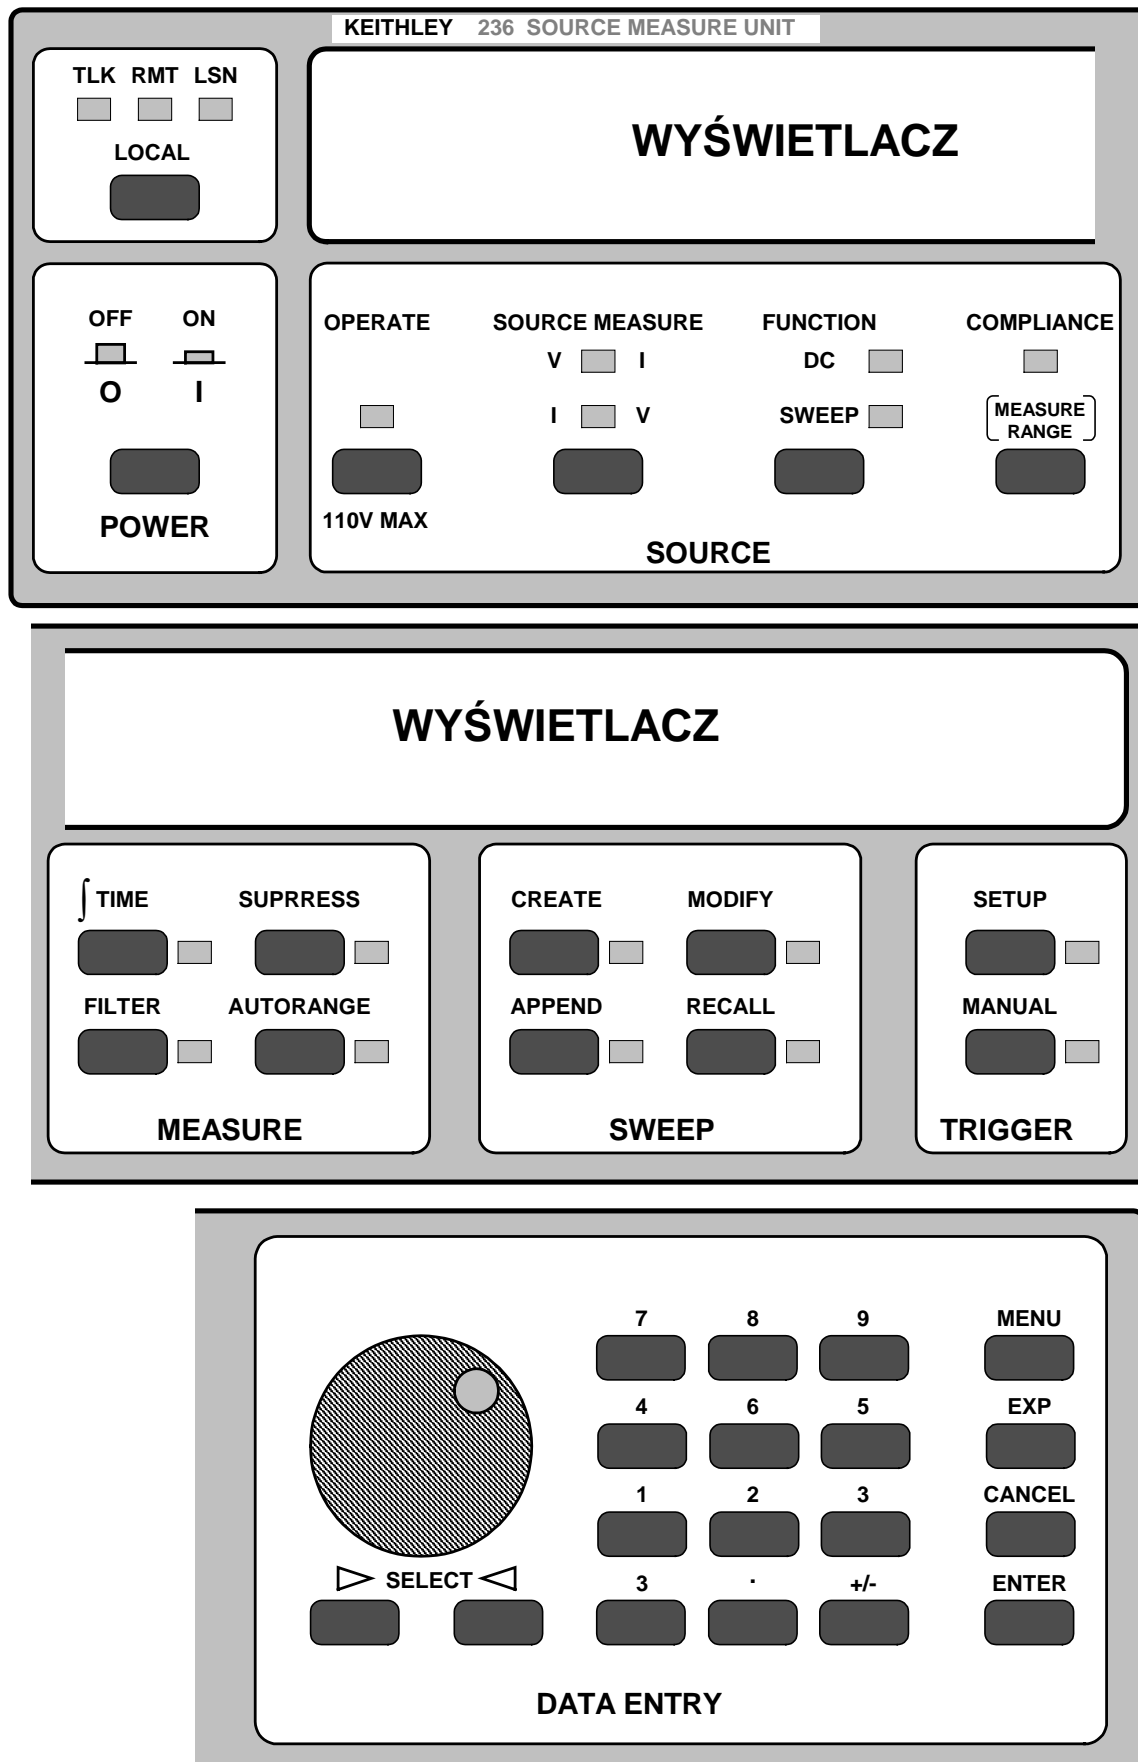 KEITHLEY 236 SOURCE MEASURE UNIT
TLK RMT LSN
LOCAL
WYŚWIETLACZ
OFF ON
O I
POWER
OPERATE SOURCE MEASURE FUNCTION COMPLIANCE
V I DC
I V SWEEP MEASURE RANGE
110V MAX
SOURCE
WYŚWIETLACZ
∫ TIME SUPRRESS
FILTER AUTORANGE
MEASURE
CREATE MODIFY
APPEND RECALL
SWEEP
SETUP
MANUAL
TRIGGER
7 8 9 MENU
4 6 5 EXP
1 2 3 CANCEL
SELECT 3 . +/- ENTER
DATA ENTRY